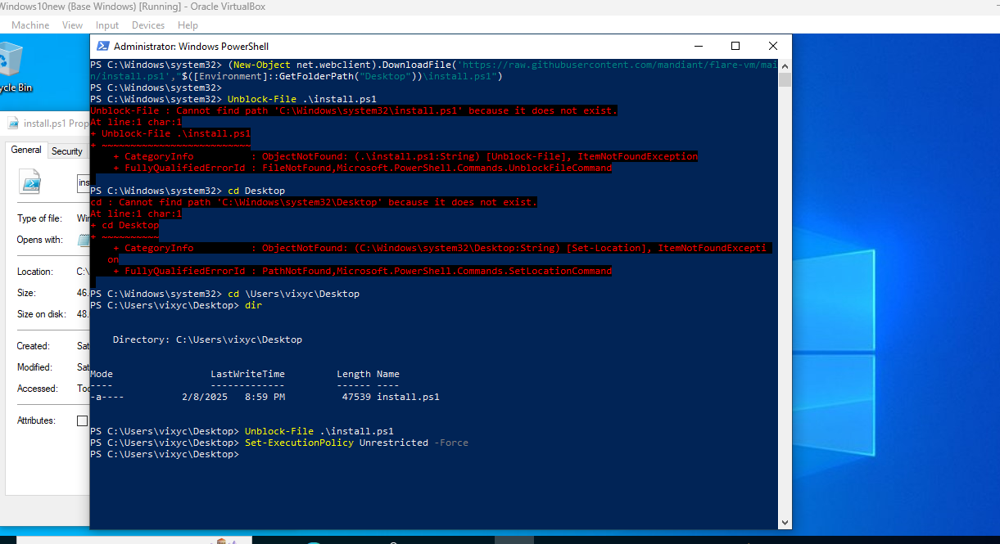 Windows10new (Base Windows) [Running] - Oracle VirtualBox
Machine View Input Devices Help
Administrator: Windows PowerShell
PS C:\Windows\system32> (New-Object net.webclient).DownloadFile('https://raw.githubusercontent.com/mandiant/flare-vm/mai
n/install.ps1',"$([Environment]::GetFolderPath("Desktop"))\install.ps1")
PS C:\Windows\system32>
PS C:\Windows\system32> Unblock-File .\install.ps1
Unblock-File : Cannot find path 'C:\Windows\system32\install.ps1' because it does not exist.
At line:1 char:1
+ Unblock-File .\install.ps1
+ ~~~~~~~~~~~~~~~~~~~~~~~~~~
+ CategoryInfo : ObjectNotFound: (.\install.ps1:String) [Unblock-File], ItemNotFoundException
+ FullyQualifiedErrorId : FileNotFound,Microsoft.PowerShell.Commands.UnblockFileCommand
PS C:\Windows\system32> cd Desktop
cd : Cannot find path 'C:\Windows\system32\Desktop' because it does not exist.
At line:1 char:1
+ cd Desktop
+ ~~~~~~~~~~
+ CategoryInfo : ObjectNotFound: (C:\Windows\system32\Desktop:String) [Set-Location], ItemNotFoundExcepti
on
+ FullyQualifiedErrorId : PathNotFound,Microsoft.PowerShell.Commands.SetLocationCommand
PS C:\Windows\system32> cd \Users\vixyc\Desktop
PS C:\Users\vixyc\Desktop> dir
Directory: C:\Users\vixyc\Desktop
Mode LastWriteTime Length Name
---- ------------- ------ ----
-a---- 2/8/2025 8:59 PM 47539 install.ps1
PS C:\Users\vixyc\Desktop> Unblock-File .\install.ps1
PS C:\Users\vixyc\Desktop> Set-ExecutionPolicy Unrestricted -Force
PS C:\Users\vixyc\Desktop>
ycle Bin
install.ps1 Prop
General Security
ins
Type of file: Win
Opens with:
Location: C:\
Size: 46.
Size on disk: 48.
Created: Sat
Modified: Sat
Accessed: Too
Attributes: